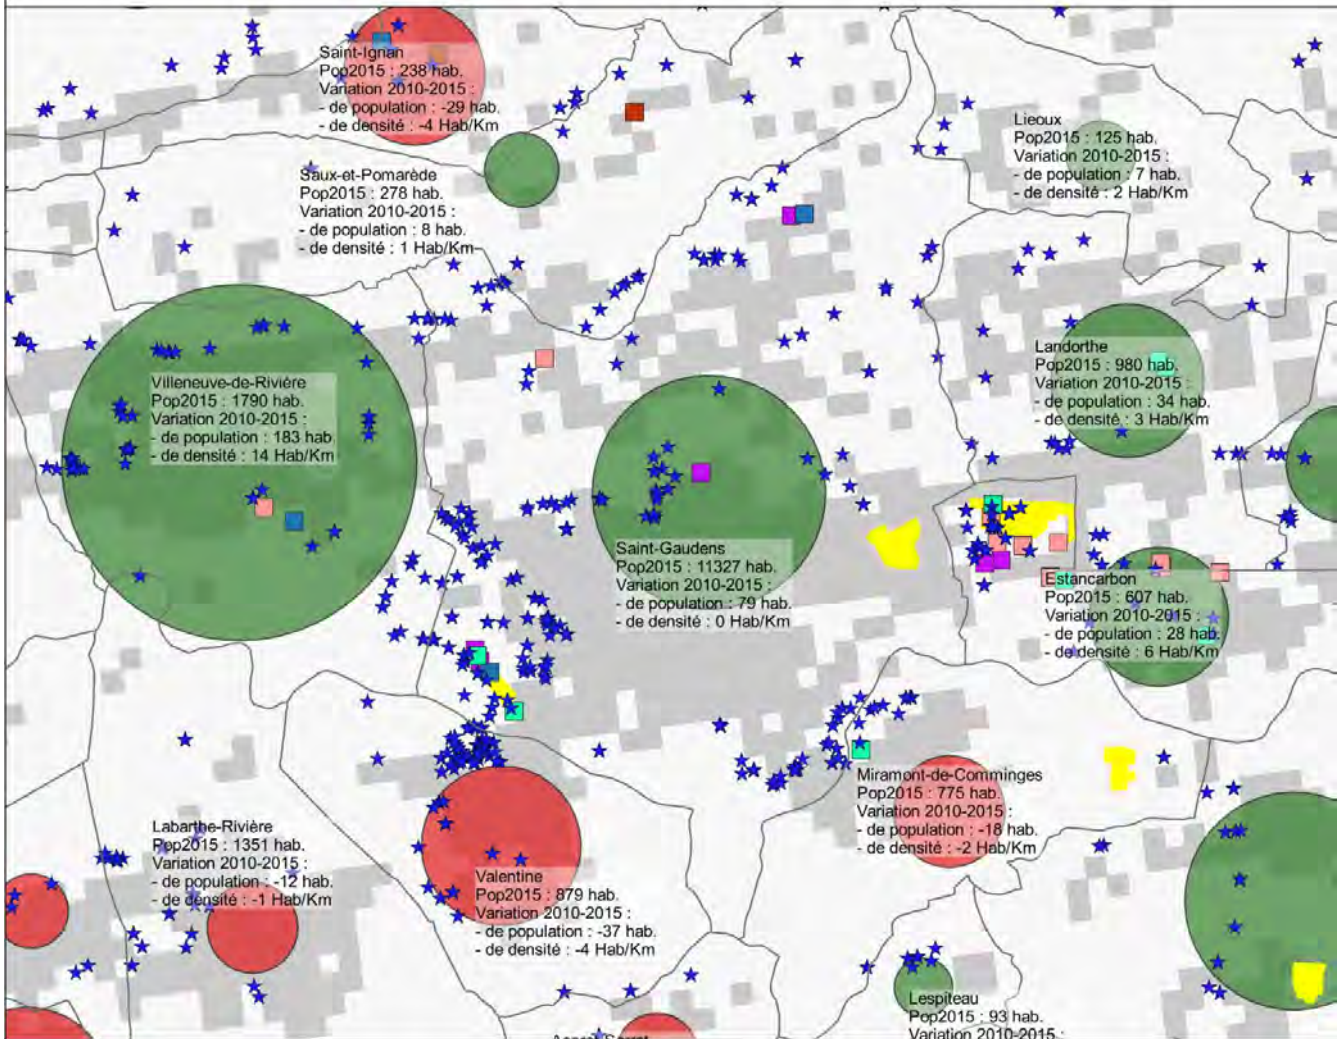 Saint-Ignan
Pop2015 : 238 hab.
Variation 2010-2015 :
- de population : -29 hab.
- de densité : -4 Hab/Km
Lieoux
Pop2015 : 125 hab.
Variation 2010-2015 :
- de population : 7 hab.
- de densité : 2 Hab/Km
Saux-et-Pomarède
Pop2015 : 278 hab.
Variation 2010-2015 :
- de population : 8 hab.
- de densité : 1 Hab/Km
Landorthe
Pop2015 : 980 hab.
Variation 2010-2015 :
- de population : 34 hab.
- de densité : 3 Hab/Km
Villeneuve-de-Rivière
Pop2015 : 1790 hab.
Variation 2010-2015 :
- de population : 183 hab.
- de densité : 14 Hab/Km
Saint-Gaudens
Pop2015 : 11327 hab.
Variation 2010-2015 :
- de population : 79 hab.
- de densité : 0 Hab/Km
Estancarbon
Pop2015 : 607 hab.
Variation 2010-2015 :
- de population : 28 hab.
- de densité : 6 Hab/Km
Miramont-de-Comminges
Pop2015 : 775 hab.
Variation 2010-2015 :
- de population : -18 hab.
- de densité : -2 Hab/Km
Labarthe-Rivière
Pop2015 : 1351 hab.
Variation 2010-2015 :
- de population : -12 hab.
- de densité : -1 Hab/Km
Valentine
Pop2015 : 879 hab.
Variation 2010-2015 :
- de population : -37 hab.
- de densité : -4 Hab/Km
Lespiteau
Pop2015 : 93 hab.
Variation 2010-2015 :